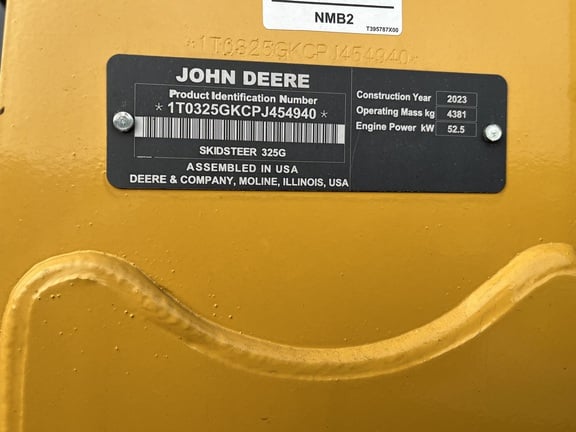 NMB2
T395787X00
*1T0325GKCPJ454940*
JOHN DEERE
Product Identification Number
*1T0325GKCPJ454940*
SKIDSTEER 325G
ASSEMBLED IN USA
DEERE & COMPANY, MOLINE, ILLINOIS, USA
Construction Year 2023
Operating Mass kg 4381
Engine Power kW 52.5